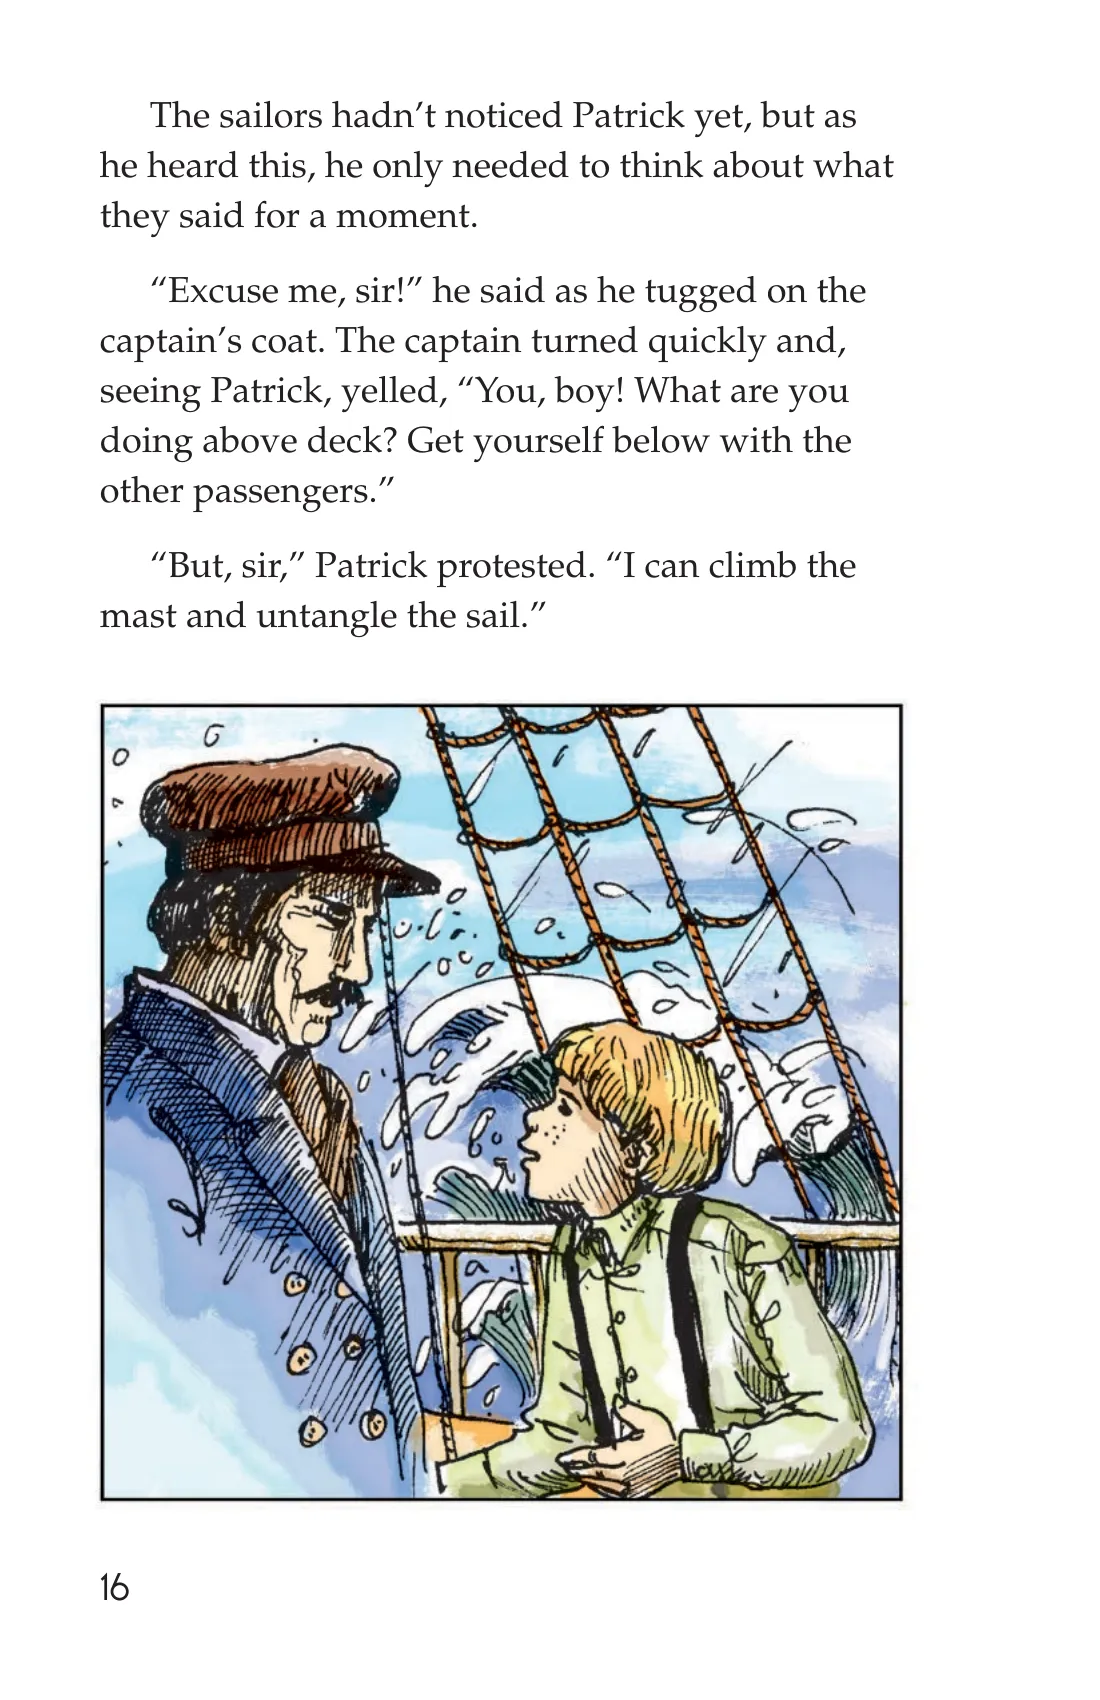 The sailors hadn’t noticed Patrick yet, but as
he heard this, he only needed to think about what
they said for a moment.
“Excuse me, sir!” he said as he tugged on the
captain’s coat. The captain turned quickly and,
seeing Patrick, yelled, “You, boy! What are you
doing above deck? Get yourself below with the
other passengers.”
“But, sir,” Patrick protested. “I can climb the
mast and untangle the sail.”
16